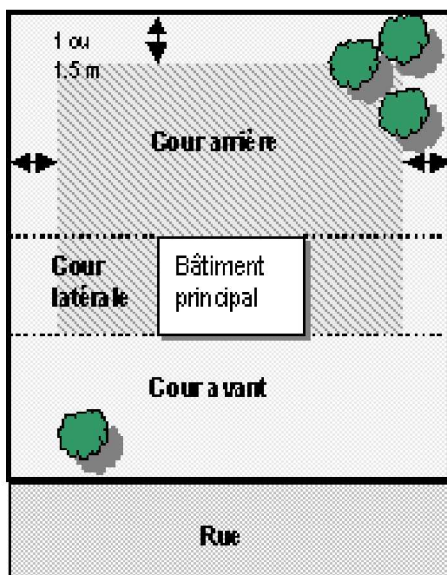 1 ou
1.5 m
Cour arrière
Cour
latérale
Bâtiment
principal
Cour avant
Rue